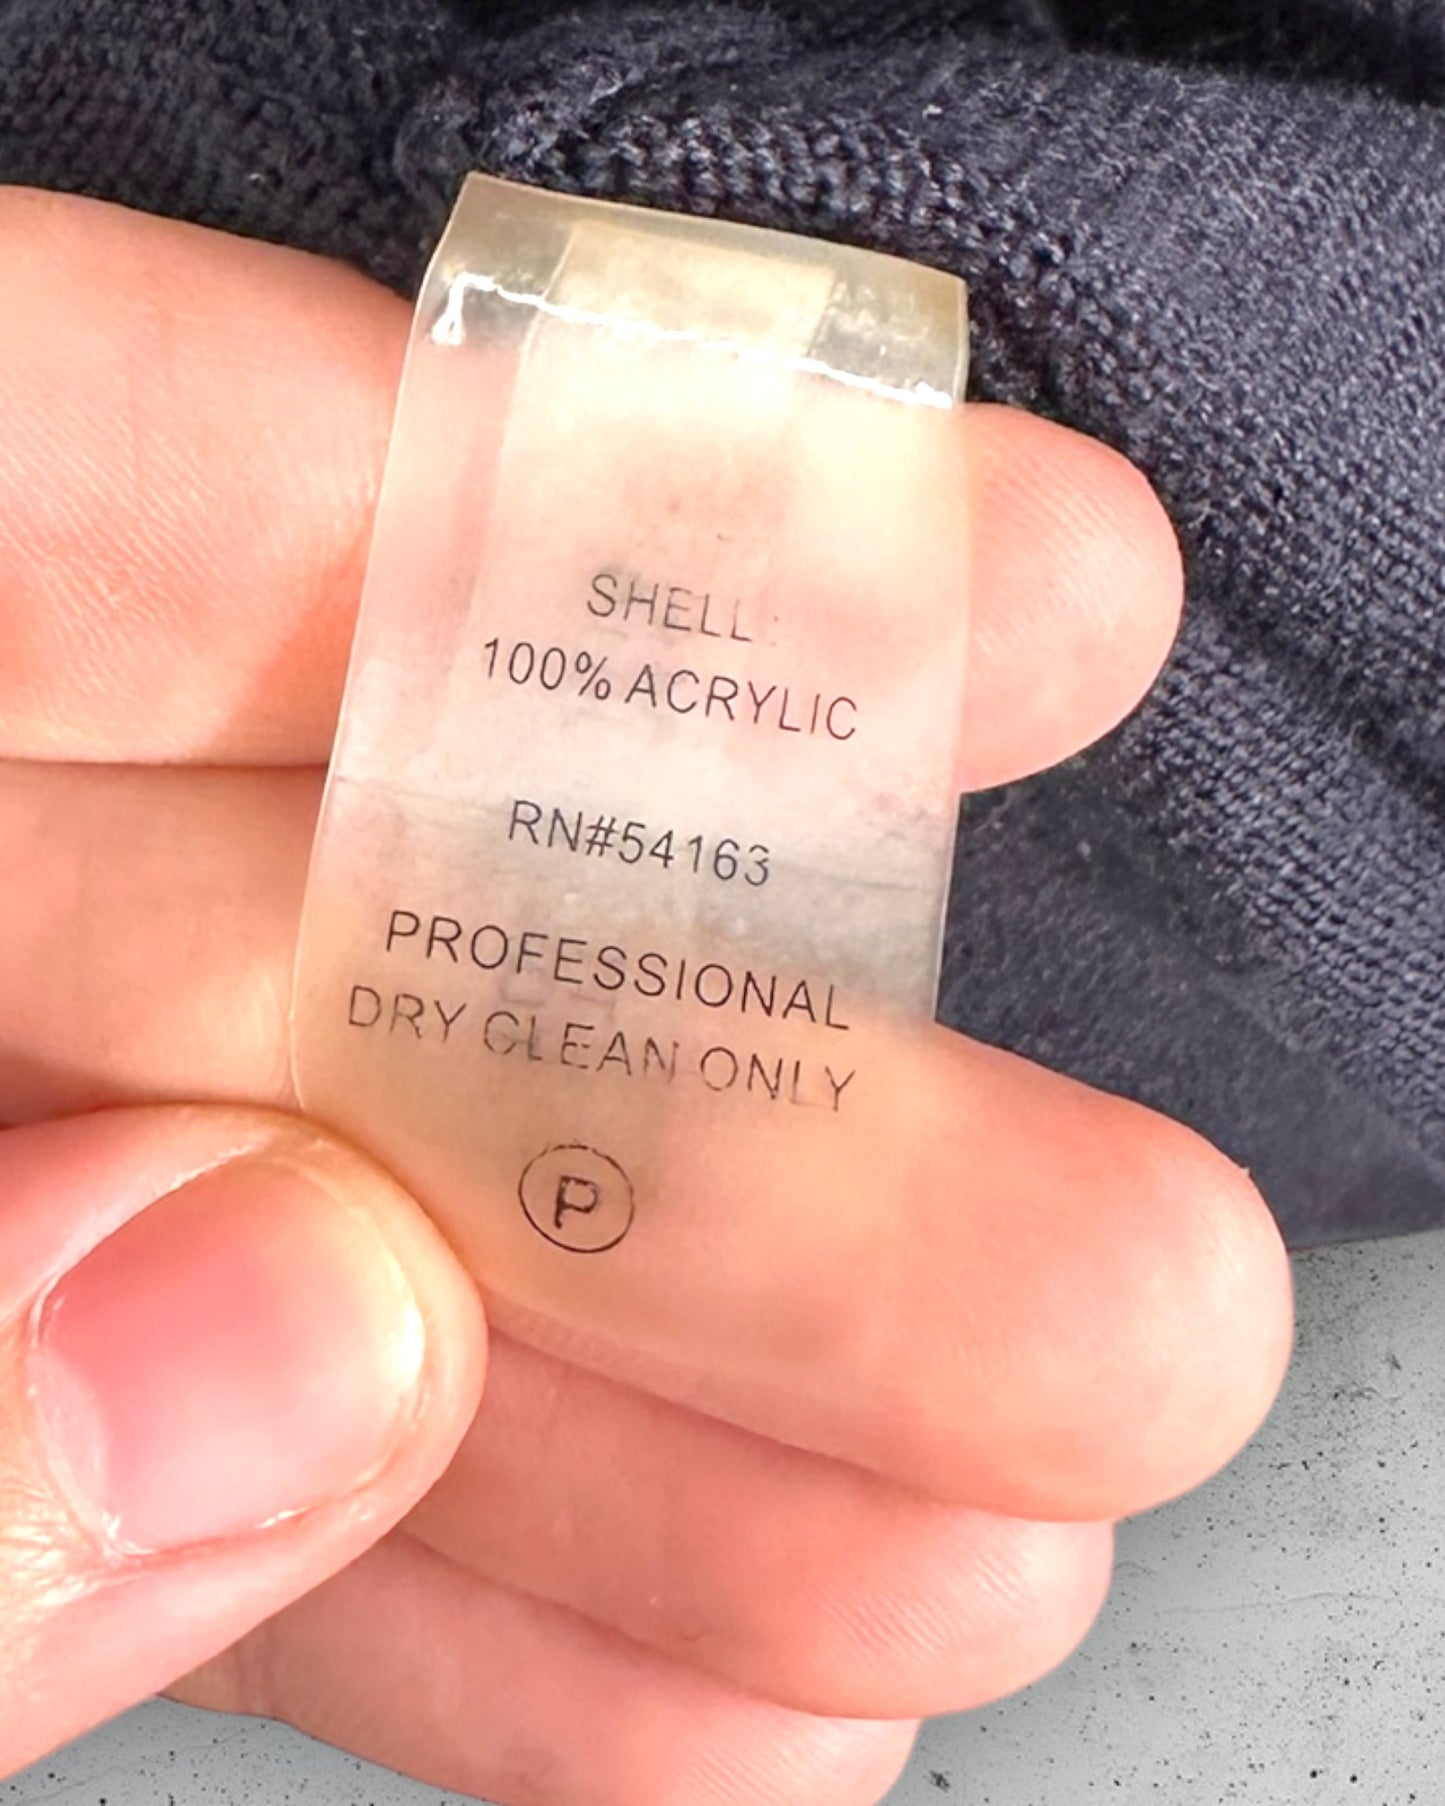 SHELL:
100% ACRYLIC
RN#54163
PROFESSIONAL
DRY CLEAN ONLY
P